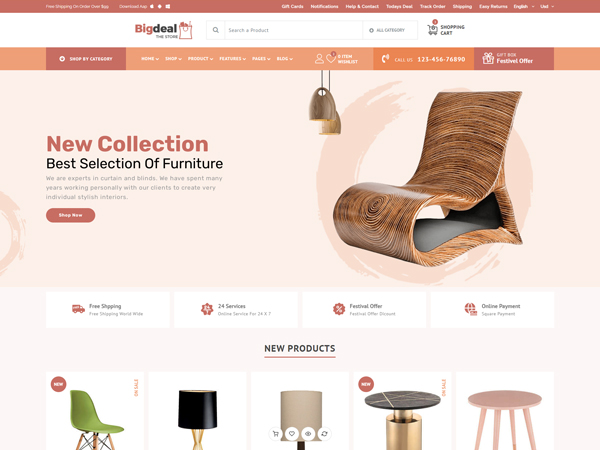 Free Shipping On Order Over $99
Download App
Gift Cards
Notifications
Help & Contact
Todays Deal
Track Order
Shipping
Easy Returns
English
Usd
Bigdeal
THE STORE
Search a Product
ALL CATEGORY
0
SHOPPING
CART
SHOP BY CATEGORY
HOME
SHOP
PRODUCT
FEATURES
PAGES
BLOG
0 ITEM
WISHLIST
CALL US
123-456-76890
GIFT BOX
Festivel Offer
New Collection
Best Selection Of Furniture
We are experts in curtain and blinds. We have spent many
years working personally with our clients to create very
individual stylish interiors.
Shop Now
Free Shpping
Free Shipping World Wide
24 Services
Online Service For 24 X 7
Festival Offer
Festival Offer Discount
Online Payment
Square Payment
NEW PRODUCTS
NEW
ON SALE
NEW
ON SALE